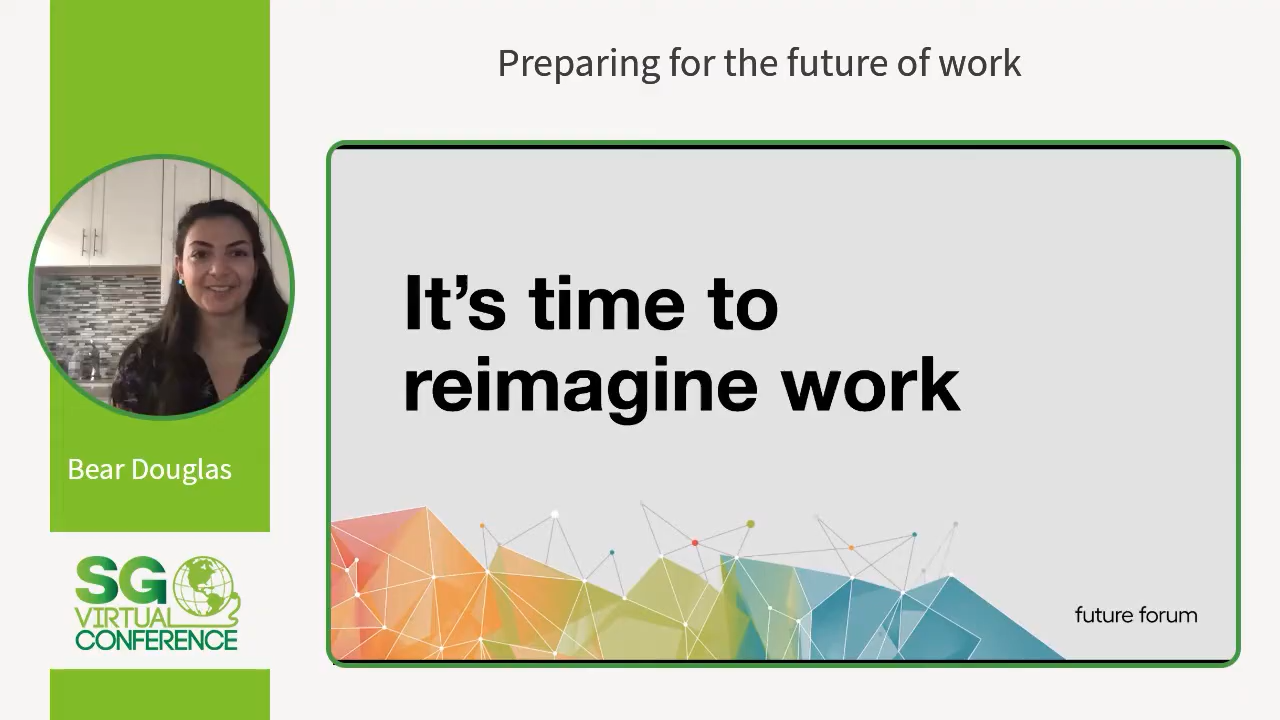 Preparing for the future of work
It’s time to
reimagine work
future forum
Bear Douglas
SG
VIRTUAL
CONFERENCE